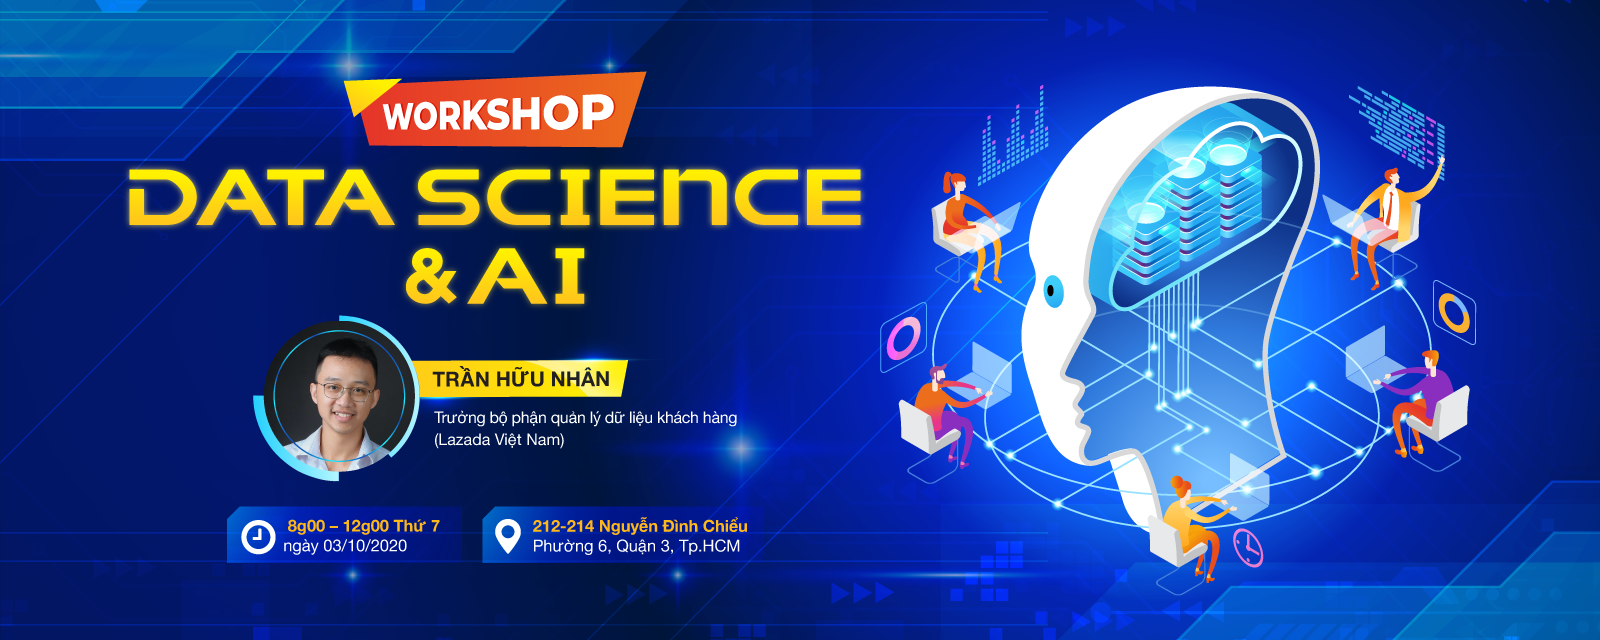 WORKSHOP
DATA SCIENCE
& AI
TRẦN HỮU NHÂN
Trưởng bộ phận quản lý dữ liệu khách hàng
(Lazada Việt Nam)
8g00 – 12g00 Thứ 7
ngày 03/10/2020
212-214 Nguyễn Đình Chiểu
Phường 6, Quận 3, Tp.HCM